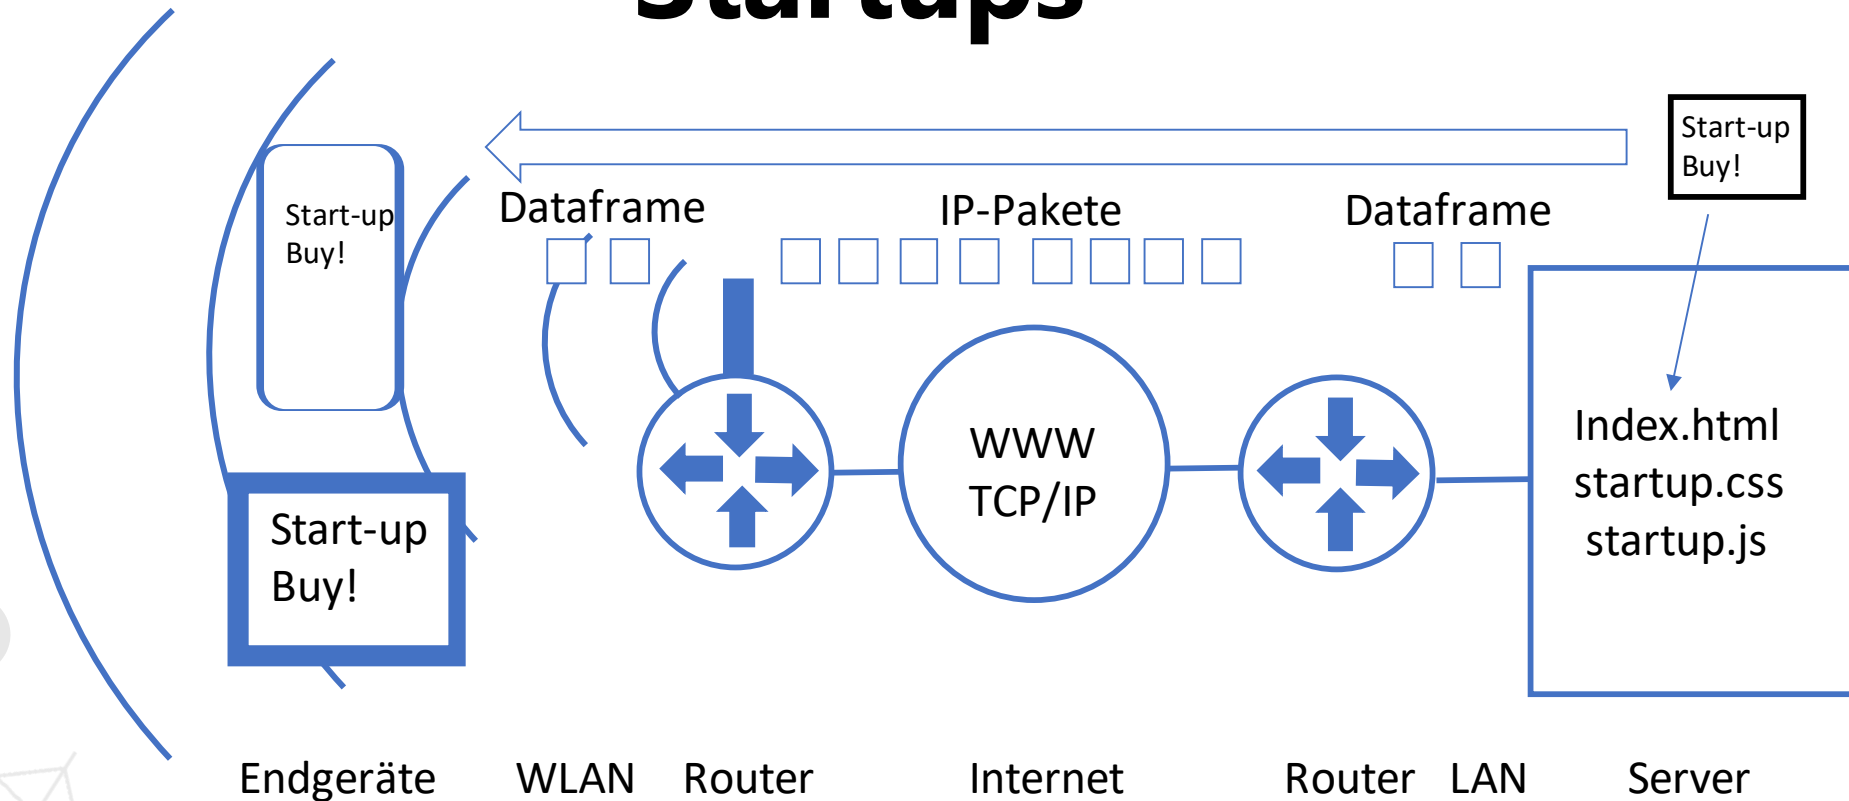 Startups
Start-up
Buy!
Dataframe
IP-Pakete
Dataframe
Start-up
Buy!
WWW
TCP/IP
Index.html
startup.css
startup.js
Start-up
Buy!
Endgeräte
WLAN
Router
Internet
Router
LAN
Server